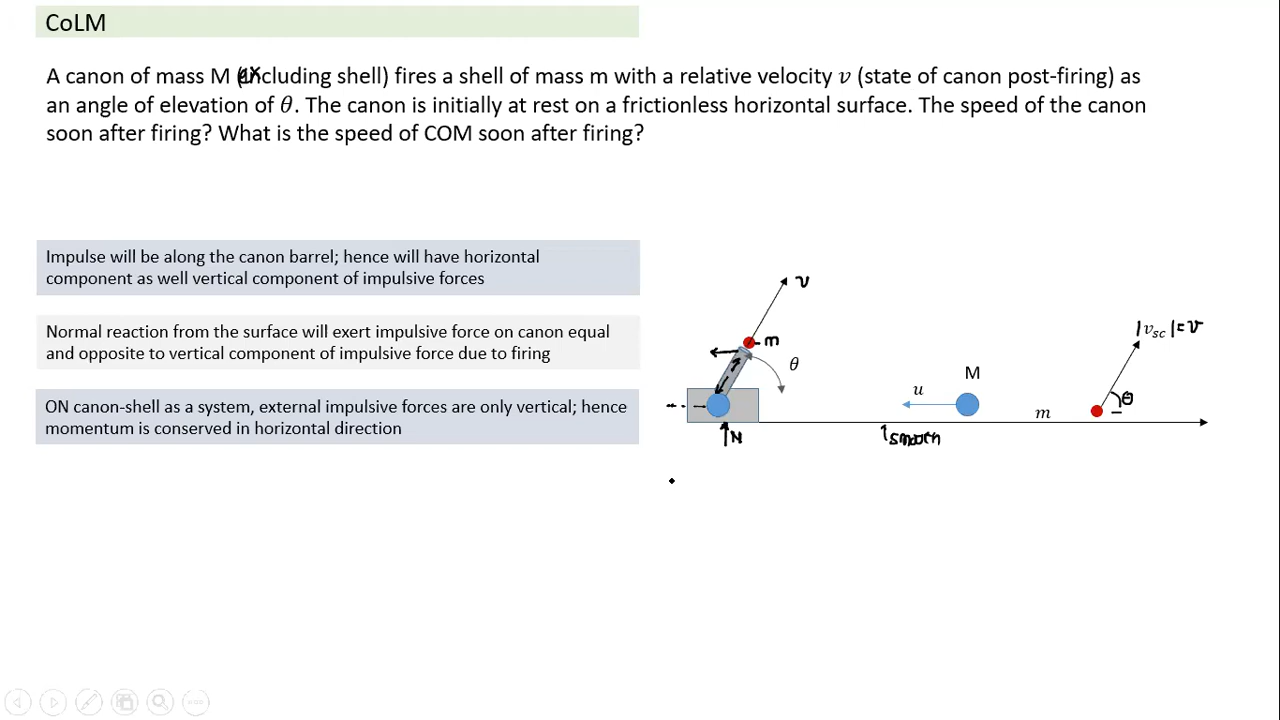 CoLM
A canon of mass M (excluding shell) fires a shell of mass m with a relative velocity v (state of canon post-firing) as
an angle of elevation of θ. The canon is initially at rest on a frictionless horizontal surface. The speed of the canon
soon after firing? What is the speed of COM soon after firing?
Impulse will be along the canon barrel; hence will have horizontal
component as well vertical component of impulsive forces
Normal reaction from the surface will exert impulsive force on canon equal
and opposite to vertical component of impulsive force due to firing
ON canon-shell as a system, external impulsive forces are only vertical; hence
momentum is conserved in horizontal direction
v
m
θ
N
u
M
smooth
m
|v_sc| = v
θ